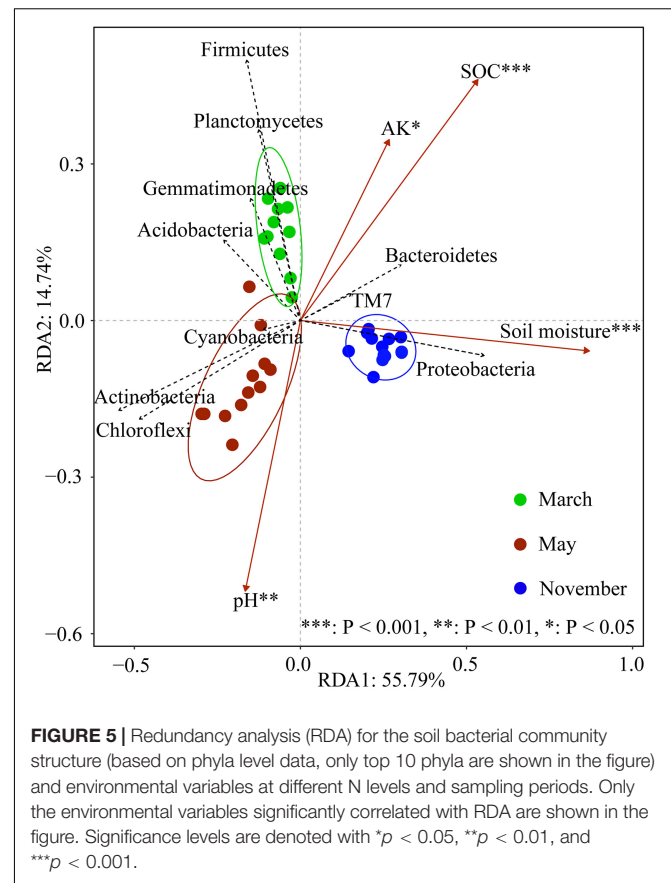 Firmicutes
SOC***
AK*
Planctomycetes
0.3
Gemmatimonadetes
Acidobacteria
Bacteroidetes
TM7
RDA2: 14.74%
0.0
Cyanobacteria
Soil moisture***
Proteobacteria
Actinobacteria
Chloroflexi
−0.3
March
May
November
pH**
***: P < 0.001, **: P < 0.01, *: P < 0.05
−0.6
−0.5
0.0
0.5
1.0
RDA1: 55.79%
FIGURE 5 | Redundancy analysis (RDA) for the soil bacterial community
structure (based on phyla level data, only top 10 phyla are shown in the figure)
and environmental variables at different N levels and sampling periods. Only
the environmental variables significantly correlated with RDA are shown in the
figure. Significance levels are denoted with *p < 0.05, **p < 0.01, and
***p < 0.001.